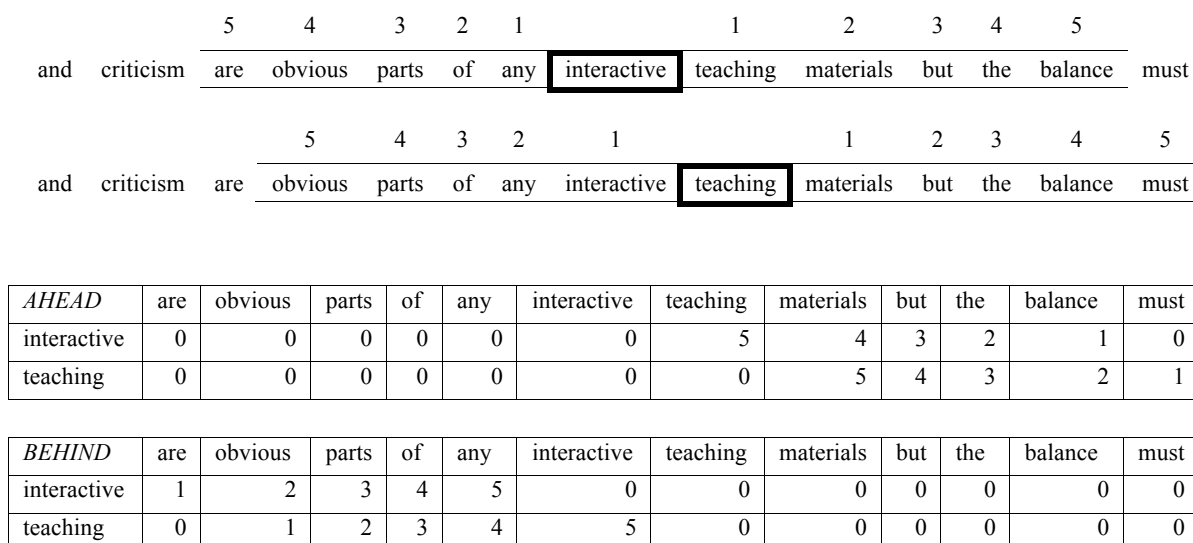 5 4 3 2 1 1 2 3 4 5
and criticism are obvious parts of any interactive teaching materials but the balance must
5 4 3 2 1 1 2 3 4 5
and criticism are obvious parts of any interactive teaching materials but the balance must
AHEAD are obvious parts of any interactive teaching materials but the balance must
interactive 0 0 0 0 0 0 5 4 3 2 1 0
teaching 0 0 0 0 0 0 0 5 4 3 2 1
BEHIND are obvious parts of any interactive teaching materials but the balance must
interactive 1 2 3 4 5 0 0 0 0 0 0 0
teaching 0 1 2 3 4 5 0 0 0 0 0 0